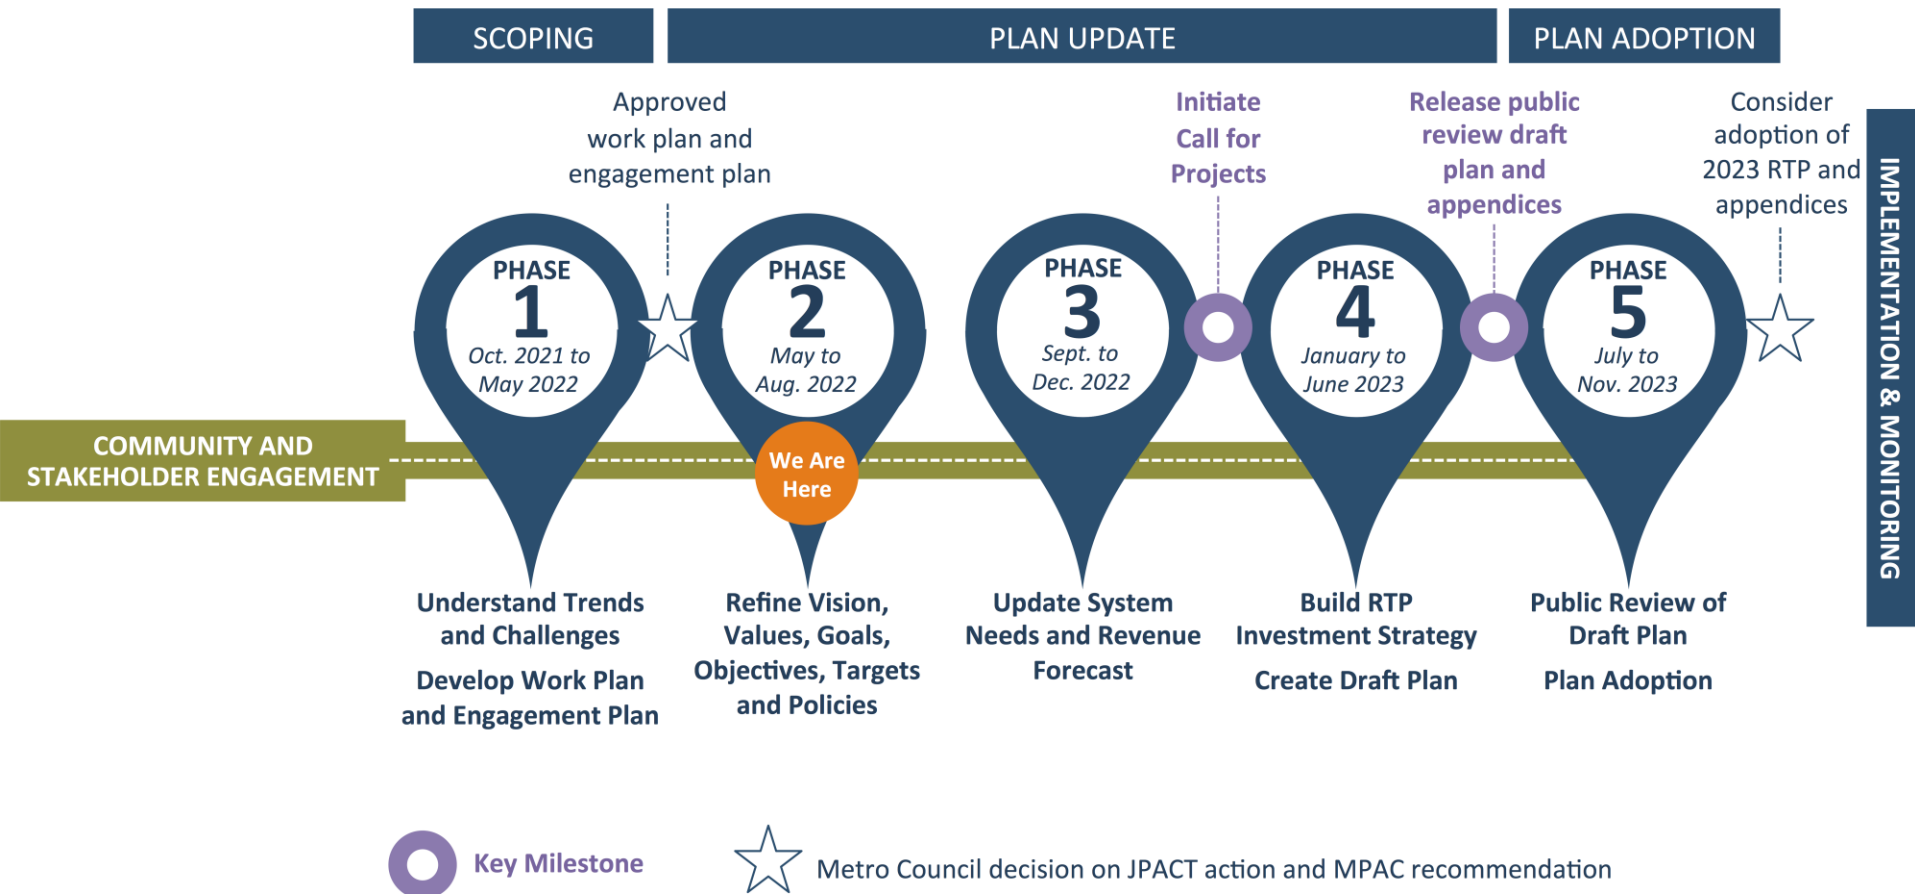 SCOPING
PLAN UPDATE
PLAN ADOPTION
Approved
work plan and
engagement plan
Initiate
Call for
Projects
Release public
review draft
plan and
appendices
Consider
adoption of
2023 RTP and
appendices
IMPLEMENTATION & MONITORING
PHASE
1
Oct. 2021 to
May 2022
PHASE
2
May to
Aug. 2022
PHASE
3
Sept. to
Dec. 2022
PHASE
4
January to
June 2023
PHASE
5
July to
Nov. 2023
COMMUNITY AND
STAKEHOLDER ENGAGEMENT
We Are
Here
Understand Trends
and Challenges
Develop Work Plan
and Engagement Plan
Refine Vision,
Values, Goals,
Objectives, Targets
and Policies
Update System
Needs and Revenue
Forecast
Build RTP
Investment Strategy
Create Draft Plan
Public Review of
Draft Plan
Plan Adoption
Key Milestone
Metro Council decision on JPACT action and MPAC recommendation